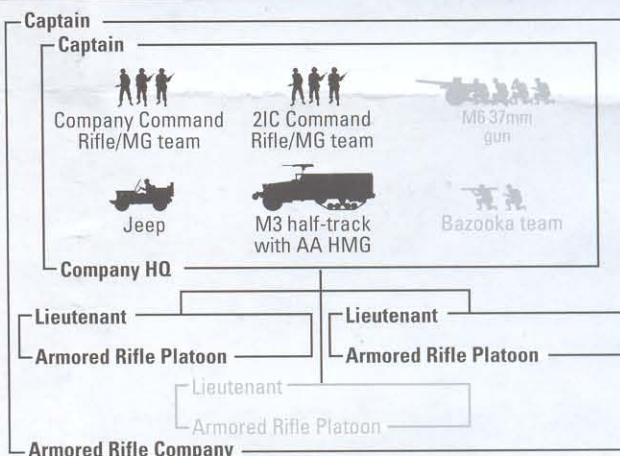 Captain
Captain
Company Command
Rifle/MG team
2IC Command
Rifle/MG team
M6 37mm
gun
Jeep
M3 half-track
with AA HMG
Bazooka team
Company HQ
Lieutenant
Armored Rifle Platoon
Lieutenant
Armored Rifle Platoon
Lieutenant
Armored Rifle Platoon
Armored Rifle Company